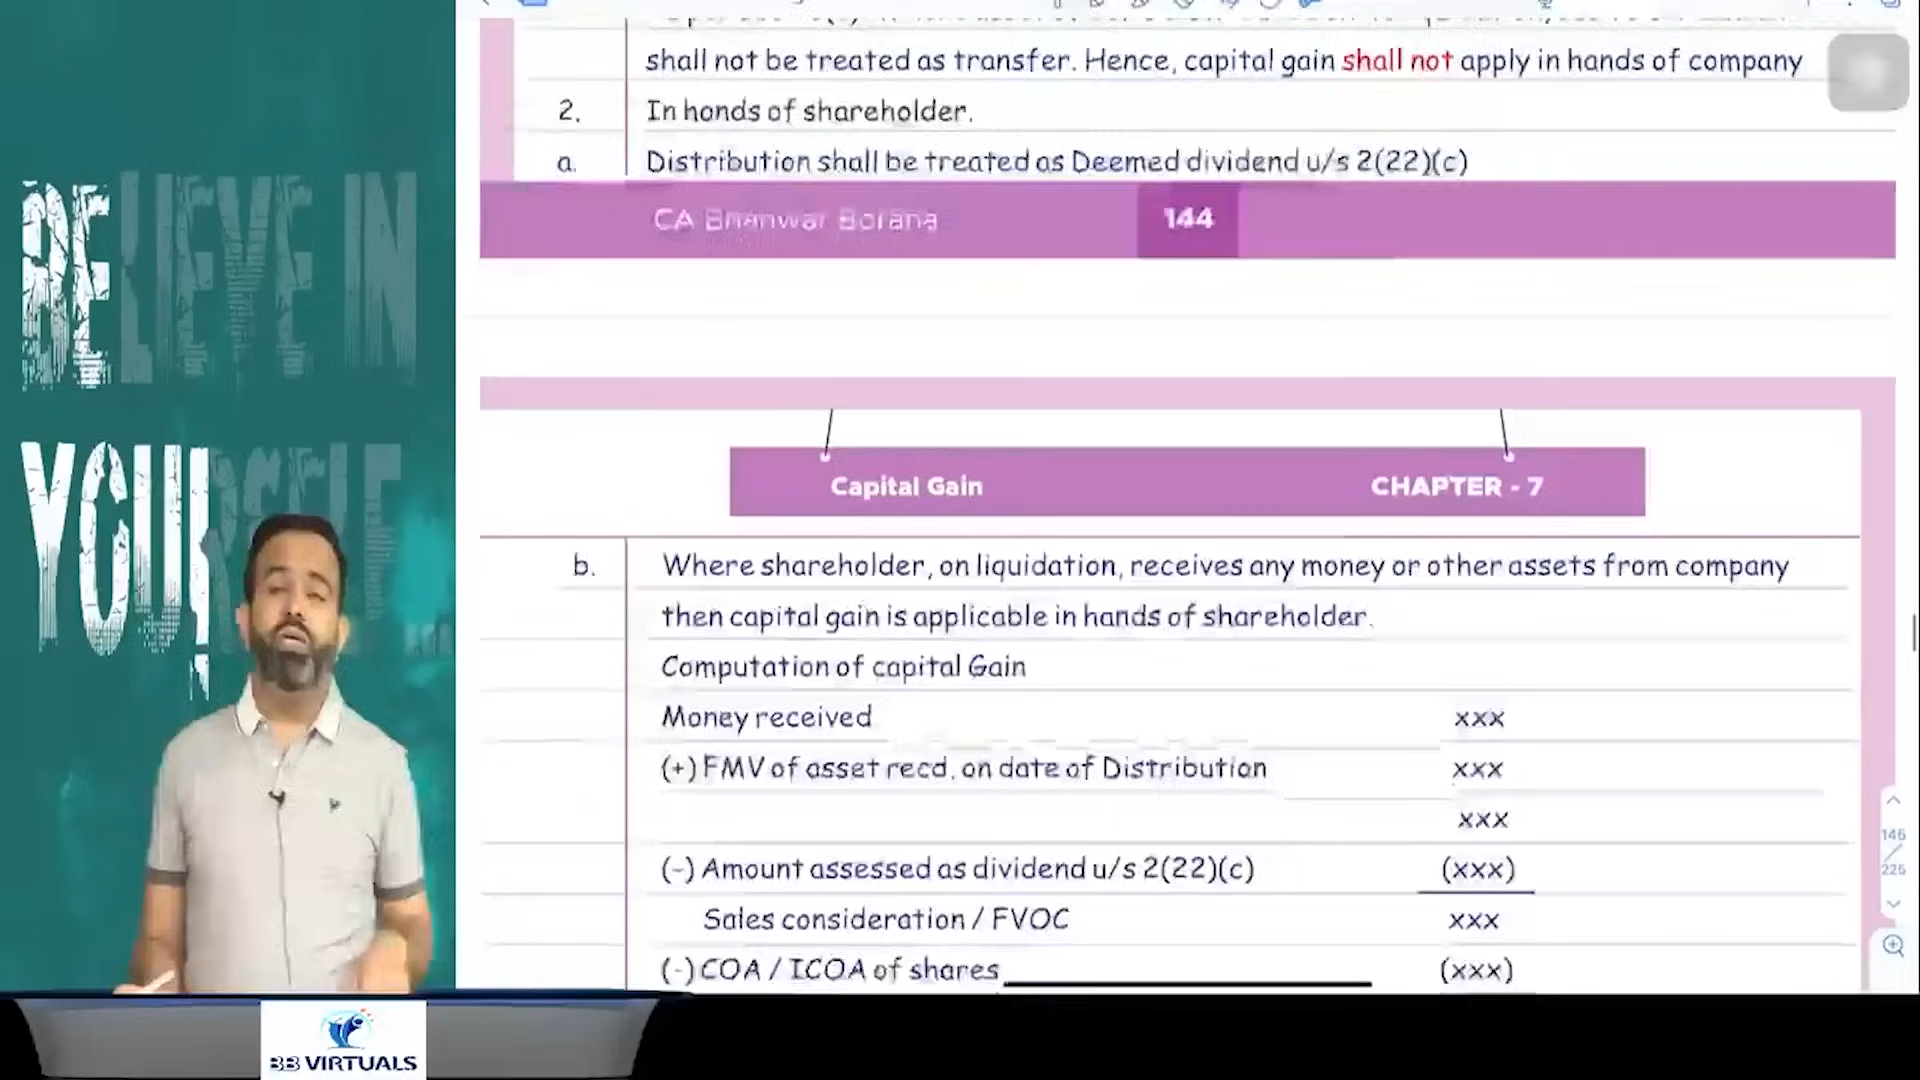 shall not be treated as transfer. Hence, capital gain shall not apply in hands of company
2. In hands of shareholder.
a. Distribution shall be treated as Deemed dividend u/s 2(22)(c)
CA Bhanwar Borana 144
Capital Gain CHAPTER - 7
b. Where shareholder, on liquidation, receives any money or other assets from company
then capital gain is applicable in hands of shareholder.
Computation of capital Gain
Money received xxx
(+) FMV of asset recd. on date of Distribution xxx
xxx
(-) Amount assessed as dividend u/s 2(22)(c) (xxx)
Sales consideration / FVOC xxx
(-) COA / ICOA of shares (xxx)
145
225
BELIEVE IN
YOURSELF
BB VIRTUALS